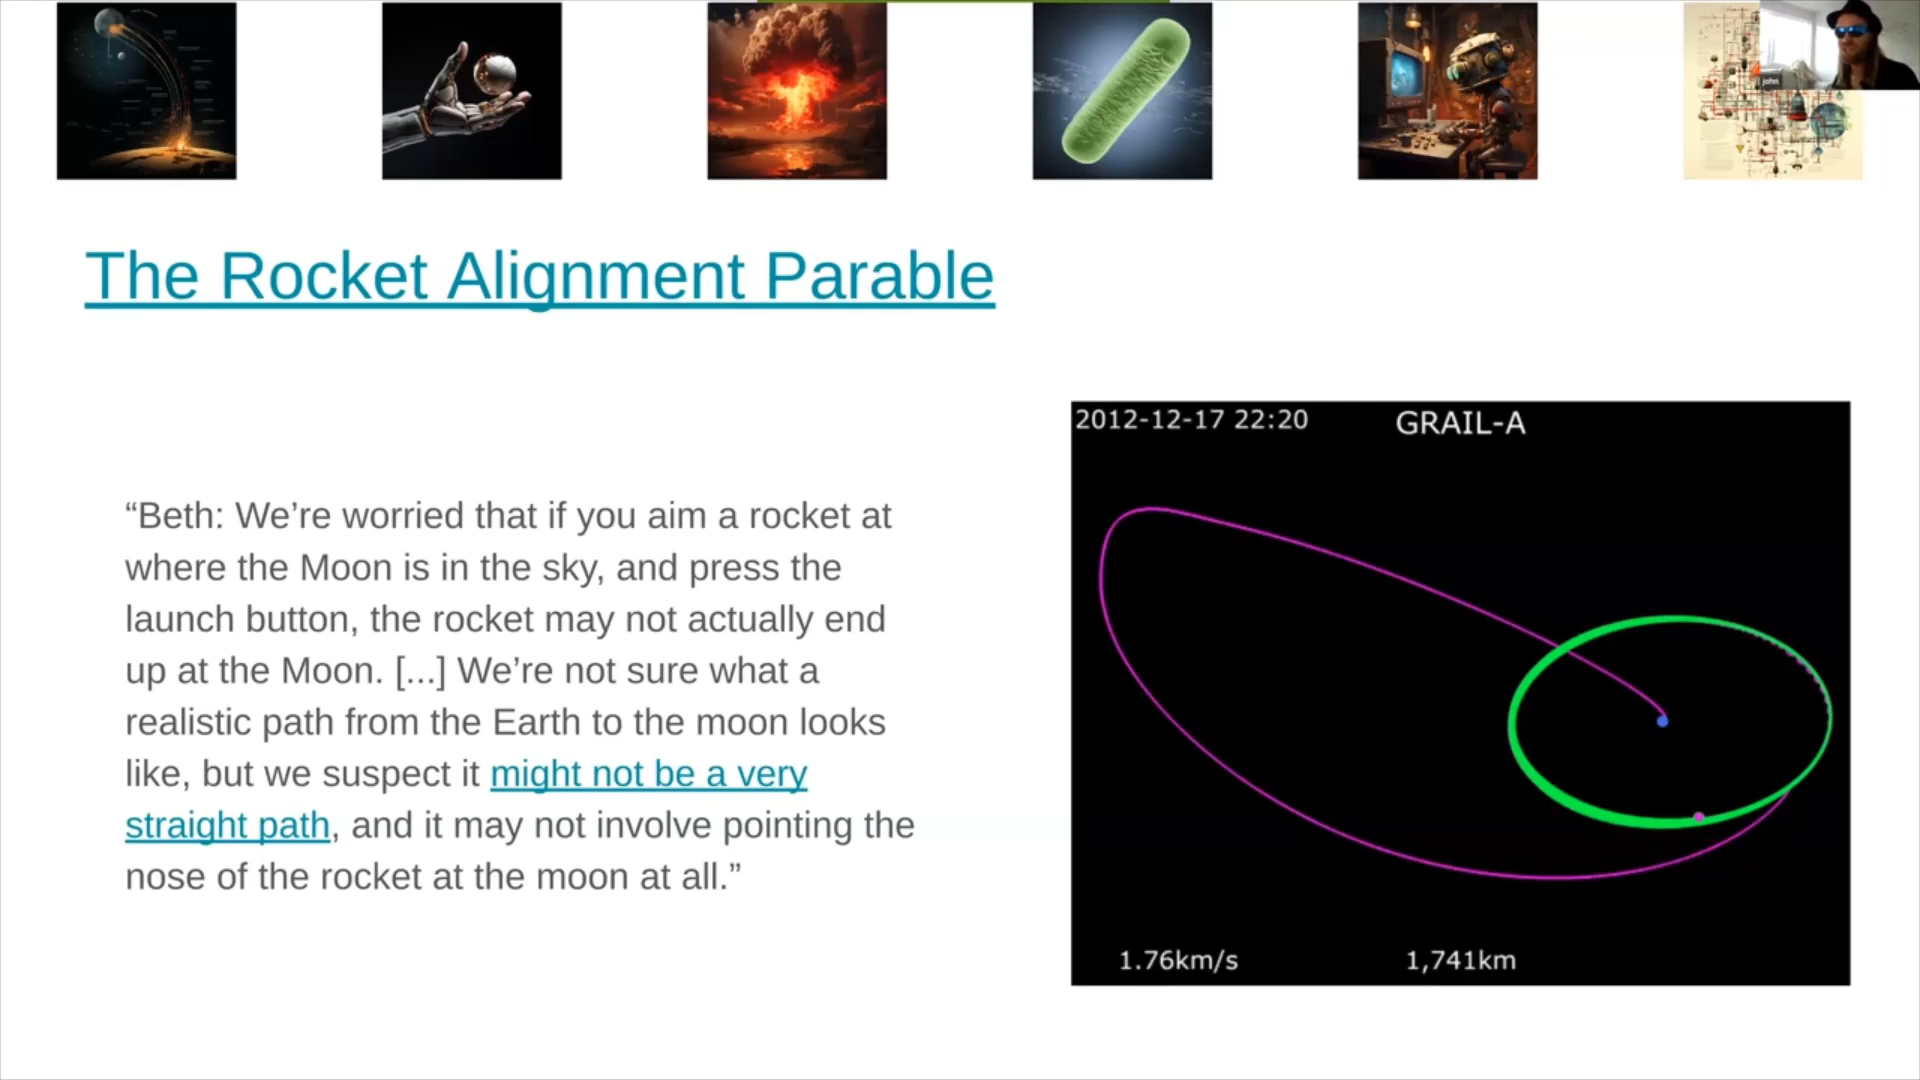 john
The Rocket Alignment Parable
“Beth: We’re worried that if you aim a rocket at
where the Moon is in the sky, and press the
launch button, the rocket may not actually end
up at the Moon. [...] We’re not sure what a
realistic path from the Earth to the moon looks
like, but we suspect it might not be a very
straight path, and it may not involve pointing the
nose of the rocket at the moon at all.”
2012-12-17 22:20
GRAIL-A
1.76km/s
1,741km